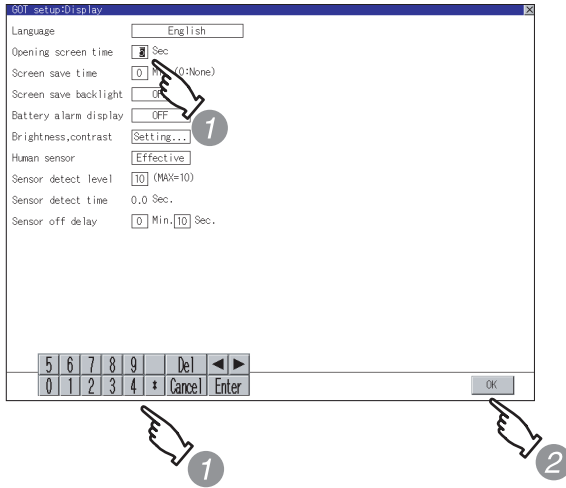 GOT setup:Display
Language English
Opening screen time Sec
Screen save time 0 (0:None)
Screen save backlight
Battery alarm display OFF
Brightness,contrast Setting...
Human sensor Effective
Sensor detect level 10 (MAX=10)
Sensor detect time 0.0 Sec.
Sensor off delay 0 Min. 10 Sec.
1
5 6 7 8 9 Del ◀ ▶
0 1 2 3 4 * Cancel Enter
OK
1
2